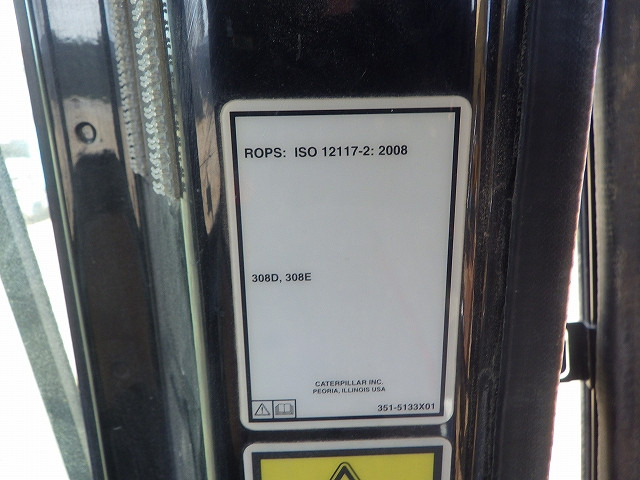 ROPS: ISO 12117-2: 2008
308D, 308E
CATERPILLAR INC.
PEORIA, ILLINOIS USA
351-5133X01